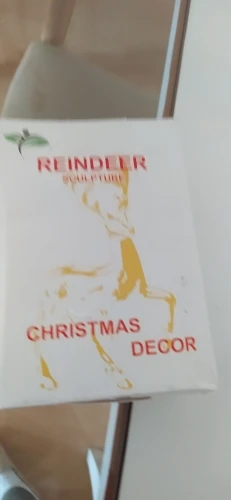 REINDEER
SCULPTURE
CHRISTMAS
DECOR